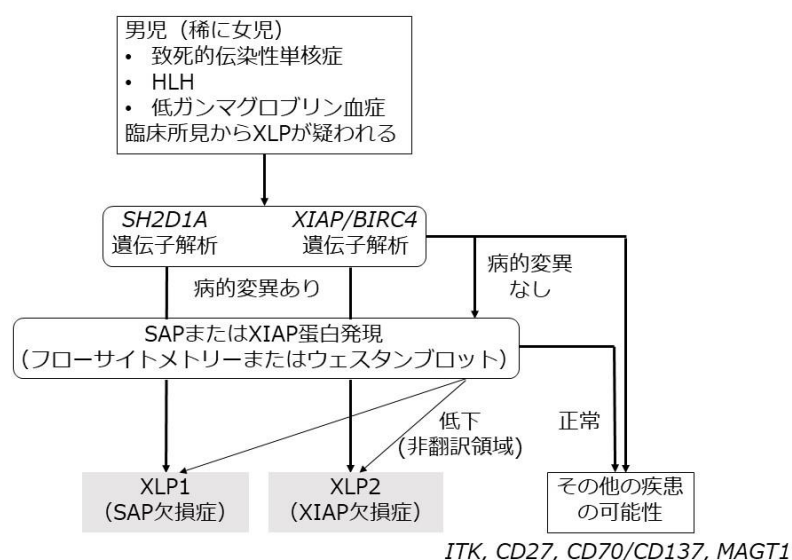 男児（稀に女児）
• 致死的伝染性単核症
• HLH
• 低ガンマグロブリン血症
臨床所見からXLPが疑われる
SH2D1A
遺伝子解析
XIAP/BIRC4
遺伝子解析
病的変異あり
病的変異
なし
SAPまたはXIAP蛋白発現
（フローサイトメトリーまたはウェスタンブロット）
低下
(非翻訳領域)
正常
XLP1
（SAP欠損症）
XLP2
（XIAP欠損症）
その他の疾患
の可能性
ITK, CD27, CD70/CD137, MAGT1